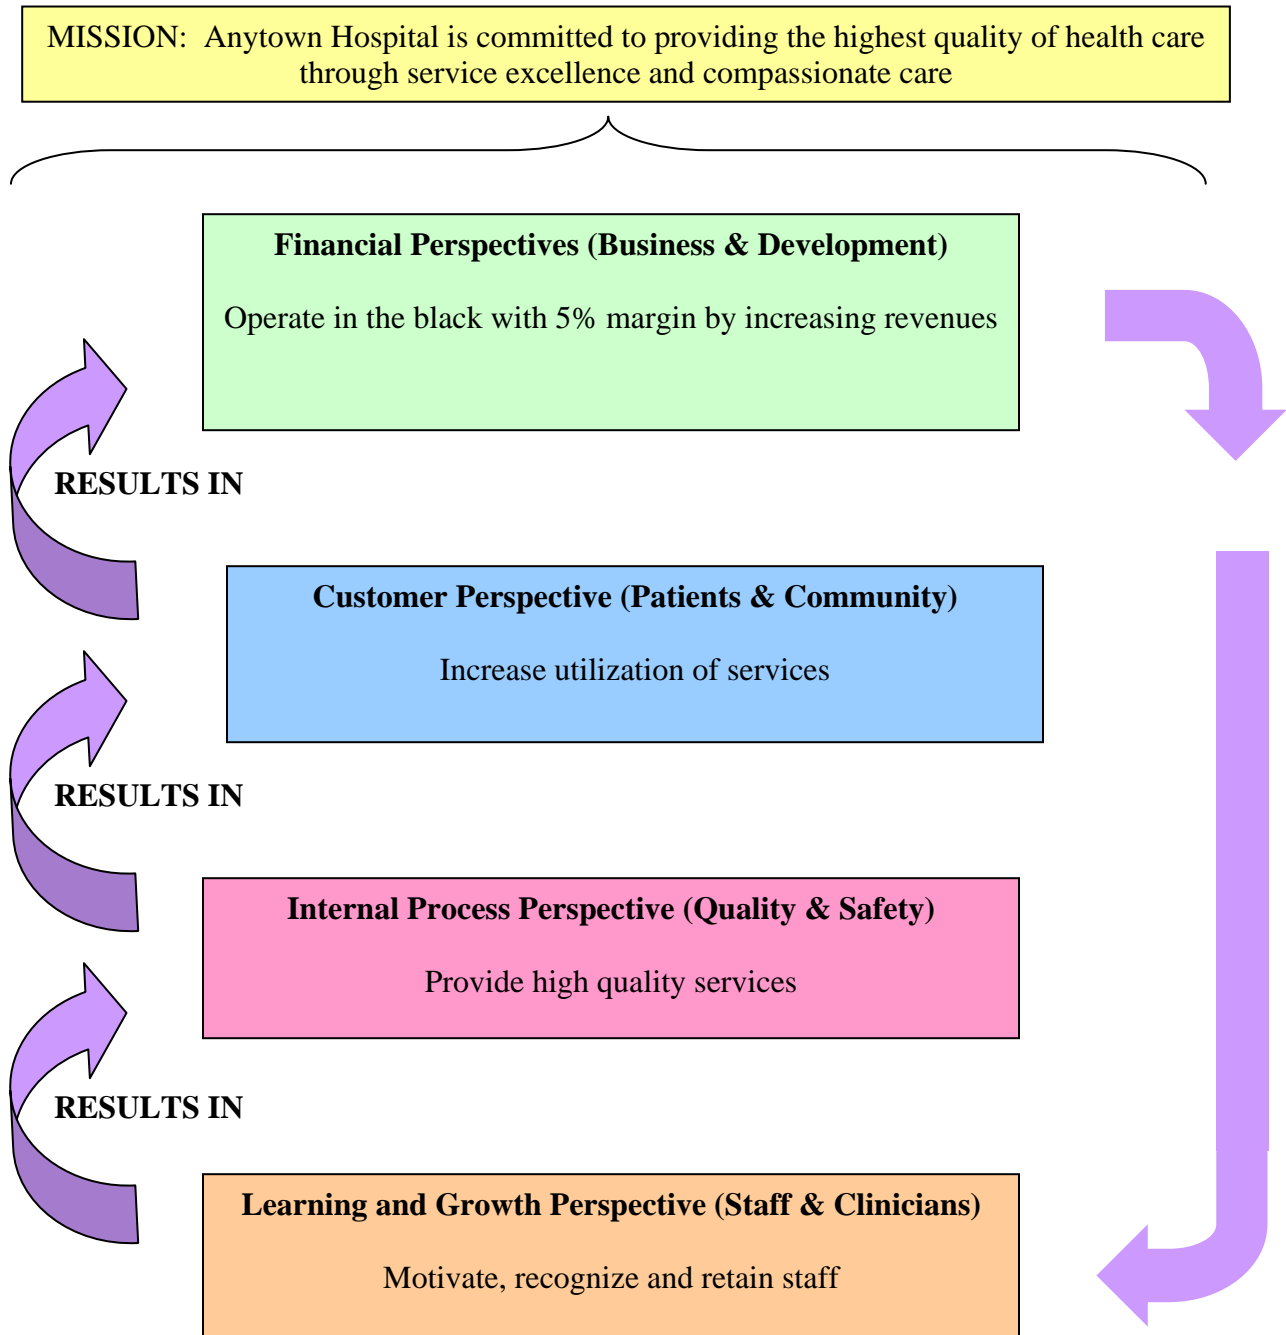 MISSION: Anytown Hospital is committed to providing the highest quality of health care
through service excellence and compassionate care
Financial Perspectives (Business & Development)
Operate in the black with 5% margin by increasing revenues
RESULTS IN
Customer Perspective (Patients & Community)
Increase utilization of services
RESULTS IN
Internal Process Perspective (Quality & Safety)
Provide high quality services
RESULTS IN
Learning and Growth Perspective (Staff & Clinicians)
Motivate, recognize and retain staff